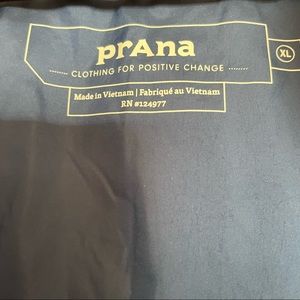 prAna
CLOTHING FOR POSITIVE CHANGE
XL
Made in Vietnam | Fabriqué au Vietnam
RN #124977